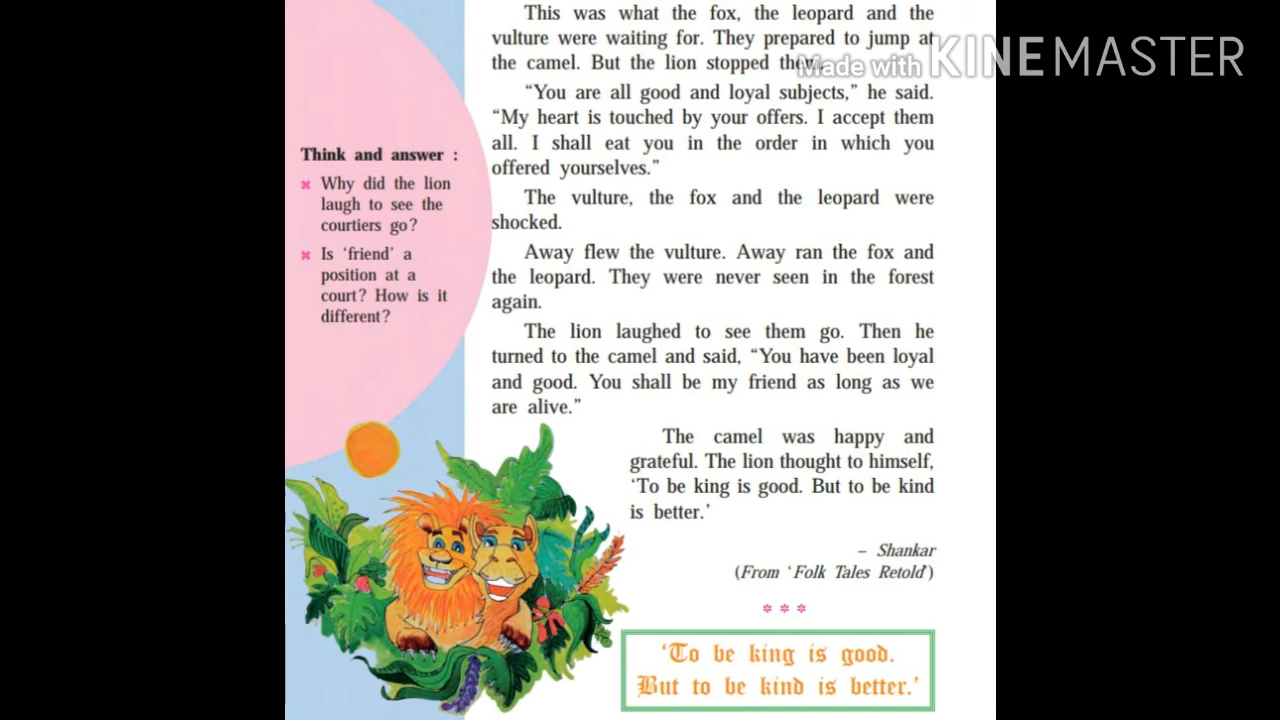 This was what the fox, the leopard and the
vulture were waiting for. They prepared to jump at
the camel. But the lion stopped them.
Made with KINEMASTER
“You are all good and loyal subjects,” he said.
“My heart is touched by your offers. I accept them
all. I shall eat you in the order in which you
offered yourselves.”
The vulture, the fox and the leopard were
shocked.
Away flew the vulture. Away ran the fox and
the leopard. They were never seen in the forest
again.
The lion laughed to see them go. Then he
turned to the camel and said, “You have been loyal
and good. You shall be my friend as long as we
are alive.”
The camel was happy and
grateful. The lion thought to himself,
‘To be king is good. But to be kind
is better.’
– Shankar
(From ‘Folk Tales Retold’)
Think and answer :
Why did the lion
laugh to see the
courtiers go?
Is ‘friend’ a
position at a
court? How is it
different?
‘To be king is good.
But to be kind is better.’